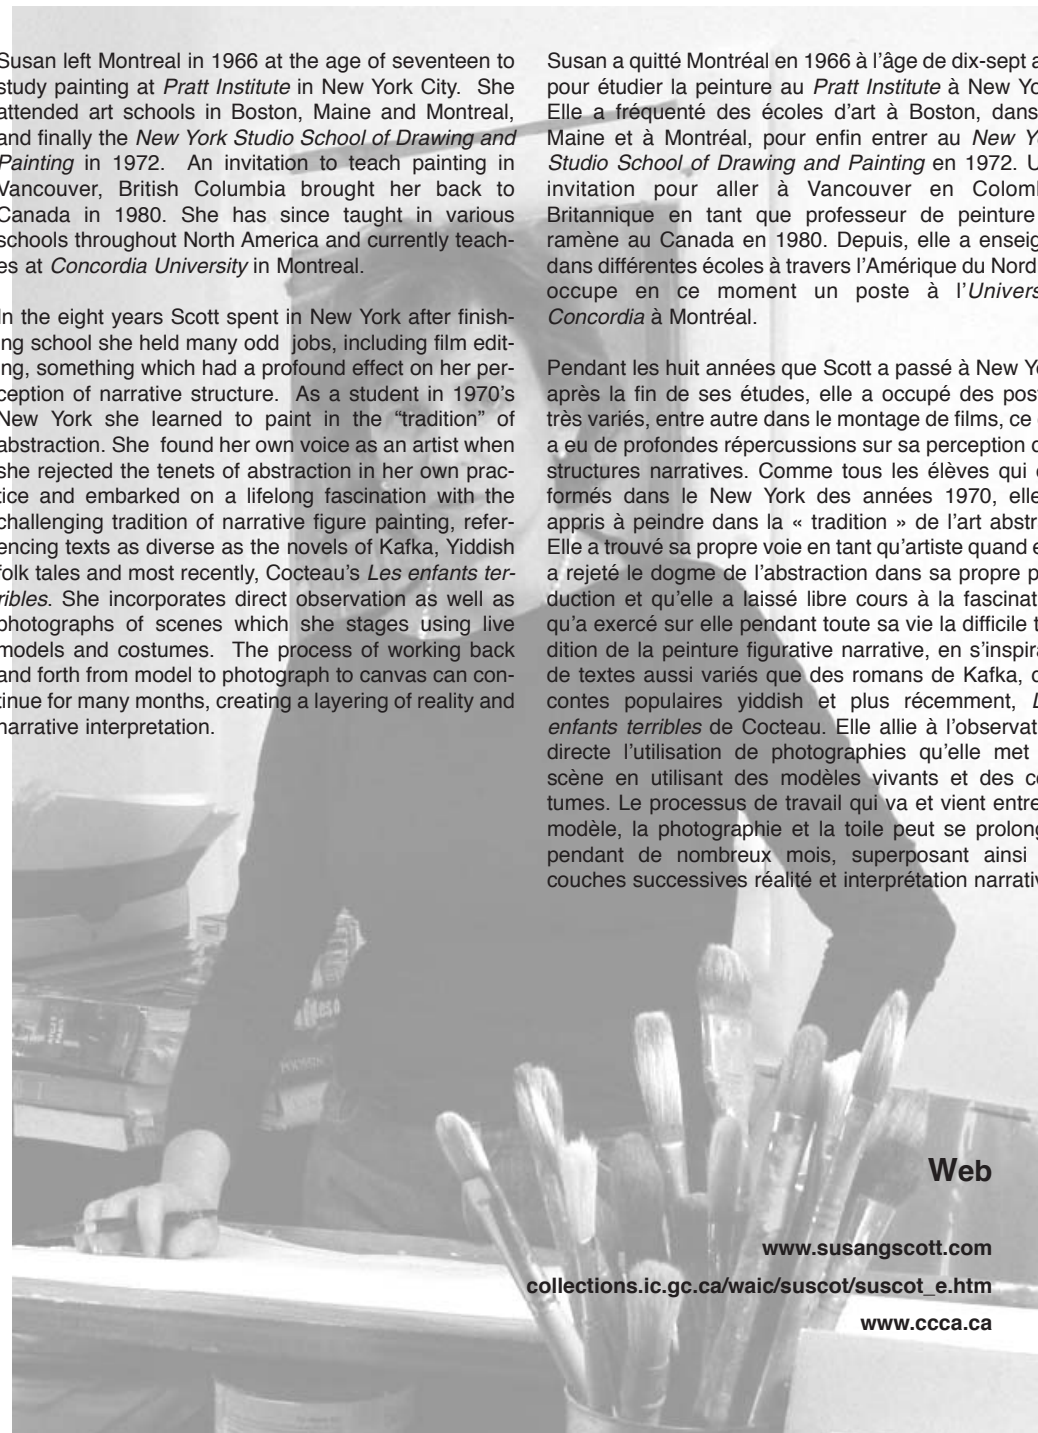 Susan left Montreal in 1966 at the age of seventeen to
study painting at Pratt Institute in New York City. She
attended art schools in Boston, Maine and Montreal,
and finally the New York Studio School of Drawing and
Painting in 1972. An invitation to teach painting in
Vancouver, British Columbia brought her back to
Canada in 1980. She has since taught in various
schools throughout North America and currently teach-
es at Concordia University in Montreal.
In the eight years Scott spent in New York after finish-
ing school she held many odd jobs, including film edit-
ing, something which had a profound effect on her per-
ception of narrative structure. As a student in 1970's
New York she learned to paint in the “tradition” of
abstraction. She found her own voice as an artist when
she rejected the tenets of abstraction in her own prac-
tice and embarked on a lifelong fascination with the
challenging tradition of narrative figure painting, refer-
encing texts as diverse as the novels of Kafka, Yiddish
folk tales and most recently, Cocteau's Les enfants ter-
ribles. She incorporates direct observation as well as
photographs of scenes which she stages using live
models and costumes. The process of working back
and forth from model to photograph to canvas can con-
tinue for many months, creating a layering of reality and
narrative interpretation.
Susan a quitté Montréal en 1966 à l'âge de dix-sept a
pour étudier la peinture au Pratt Institute à New Yo
Elle a fréquenté des écoles d'art à Boston, dans
Maine et à Montréal, pour enfin entrer au New Yo
Studio School of Drawing and Painting en 1972. U
invitation pour aller à Vancouver en Colomb
Britannique en tant que professeur de peinture
ramène au Canada en 1980. Depuis, elle a enseig
dans différentes écoles à travers l'Amérique du Nord
occupe en ce moment un poste à l'Univers
Concordia à Montréal.
Pendant les huit années que Scott a passé à New Yo
après la fin de ses études, elle a occupé des post
très variés, entre autre dans le montage de films, ce
a eu de profondes répercussions sur sa perception d
structures narratives. Comme tous les élèves qui
formés dans le New York des années 1970, elle
appris à peindre dans la « tradition » de l'art abstr
Elle a trouvé sa propre voie en tant qu'artiste quand e
a rejeté le dogme de l'abstraction dans sa propre p
duction et qu'elle a laissé libre cours à la fascinat
qu'a exercé sur elle pendant toute sa vie la difficile t
dition de la peinture figurative narrative, en s'inspira
de textes aussi variés que des romans de Kafka, d
contes populaires yiddish et plus récemment, L
enfants terribles de Cocteau. Elle allie à l'observat
directe l'utilisation de photographies qu'elle met
scène en utilisant des modèles vivants et des co
tumes. Le processus de travail qui va et vient entre
modèle, la photographie et la toile peut se prolong
pendant de nombreux mois, superposant ainsi
couches successives réalité et interprétation narrativ
POUSSIN
Web
www.susangscott.com
collections.ic.gc.ca/waic/suscot/suscot_e.htm
www.ccca.ca